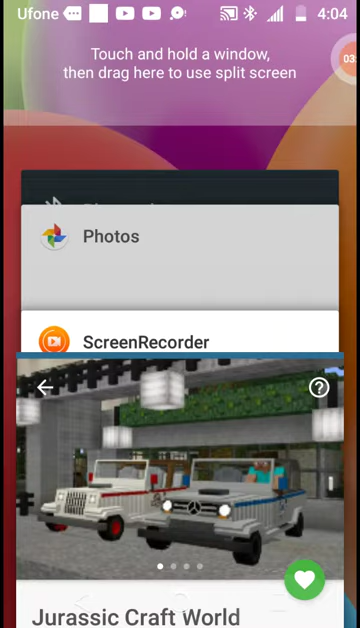 Ufone
4:04
Touch and hold a window,
then drag here to use split screen
03:
Photos
ScreenRecorder
Jurassic Craft World